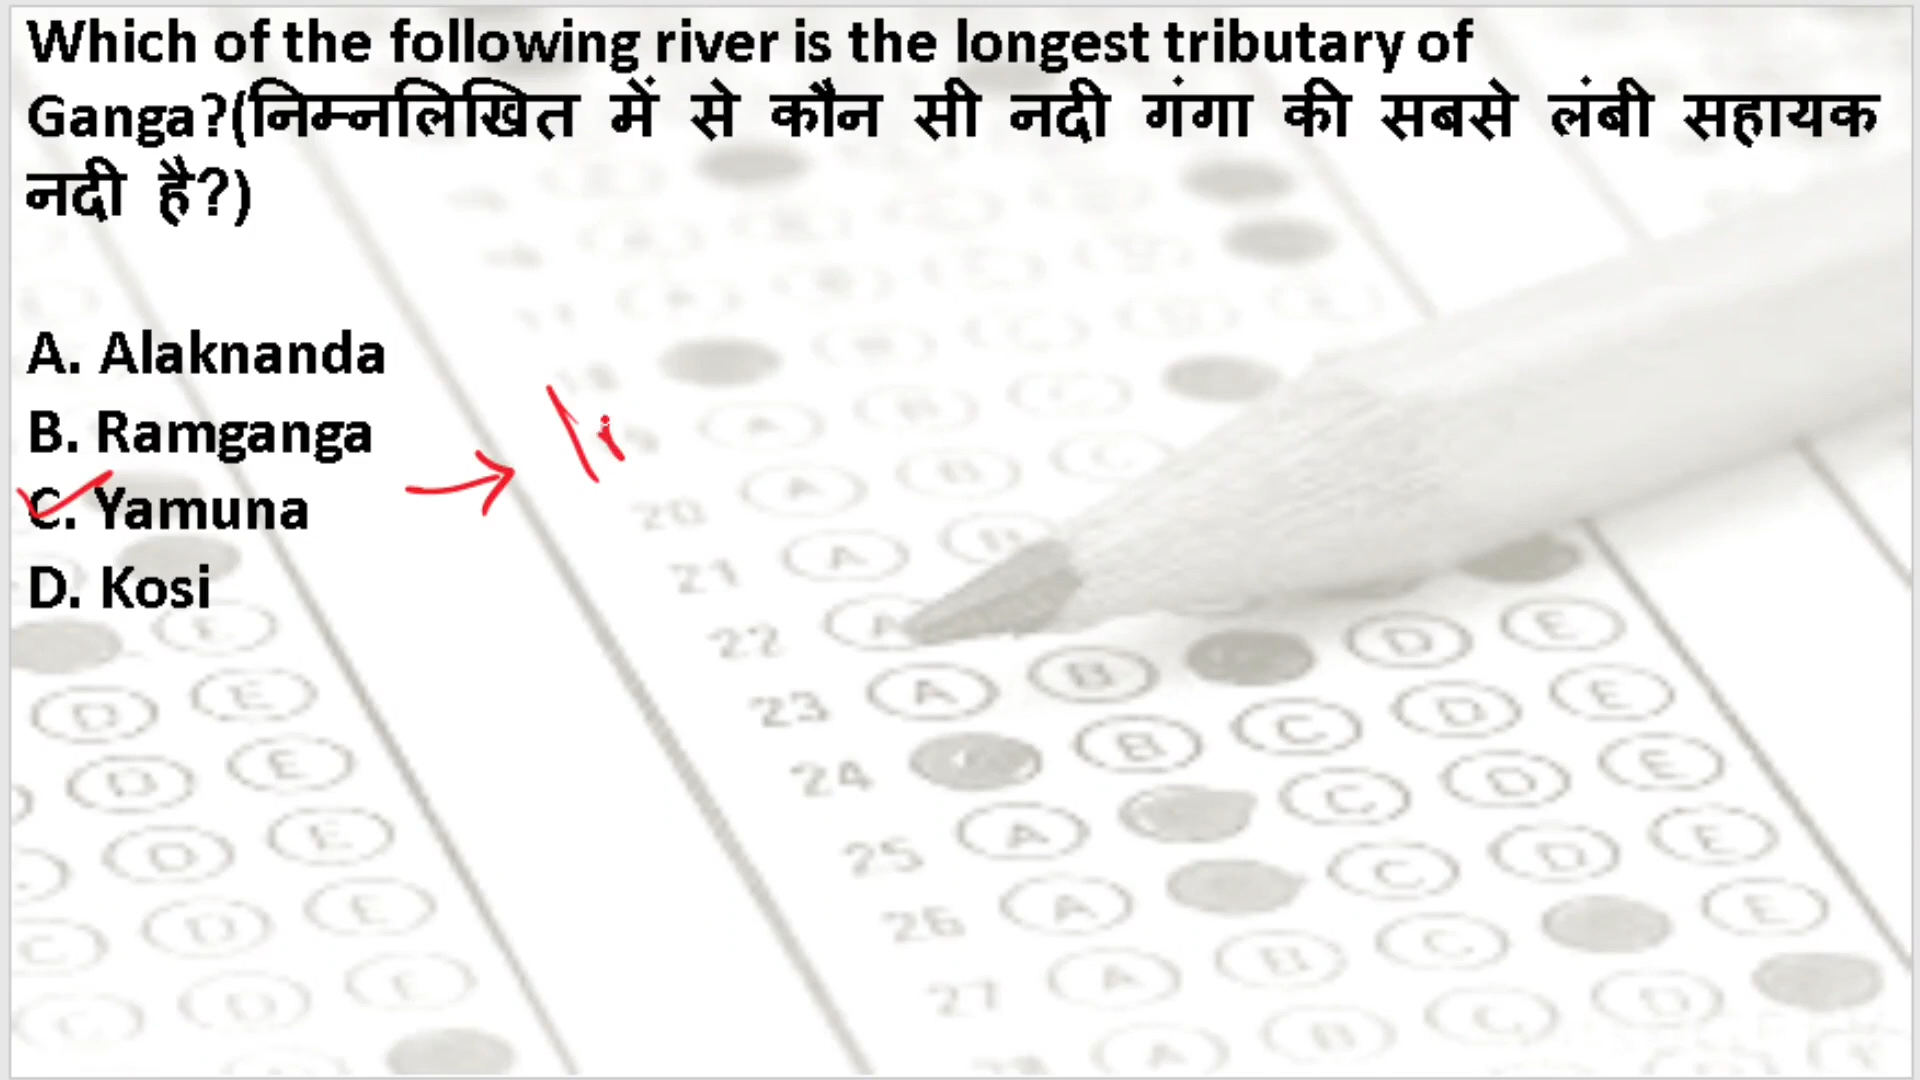 Which of the following river is the longest tributary of
Ganga?(निम्नलिखित में से कौन सी नदी गंगा की सबसे लंबी सहायक
नदी है?)
A. Alaknanda
B. Ramganga
C. Yamuna
D. Kosi
20
21 A
22 A D E
23 A B D E
24 B C D E
25 A C D E
26 A C E
27 A B C D